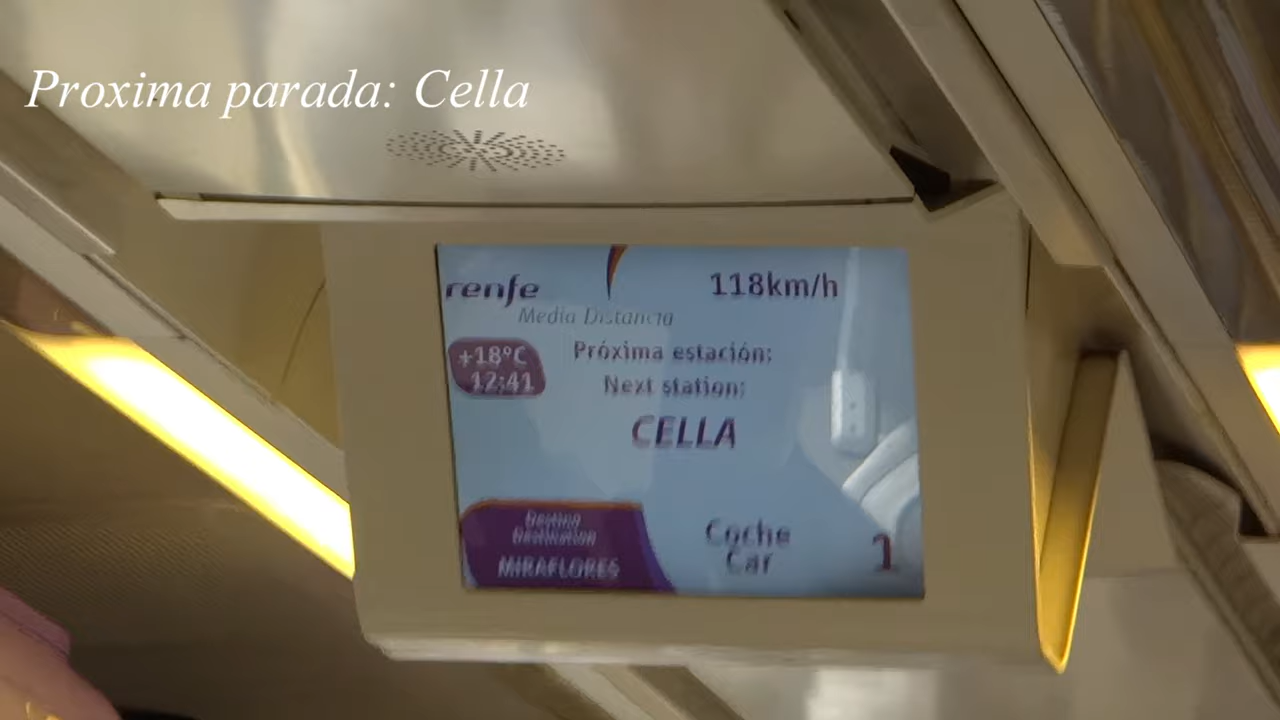 Proxima parada: Cella
renfe
118km/h
Media Distancia
+18°C
12:41
Próxima estación:
Next station:
CELLA
Destino
Destination
MIRAFLORES
Coche
Car
1